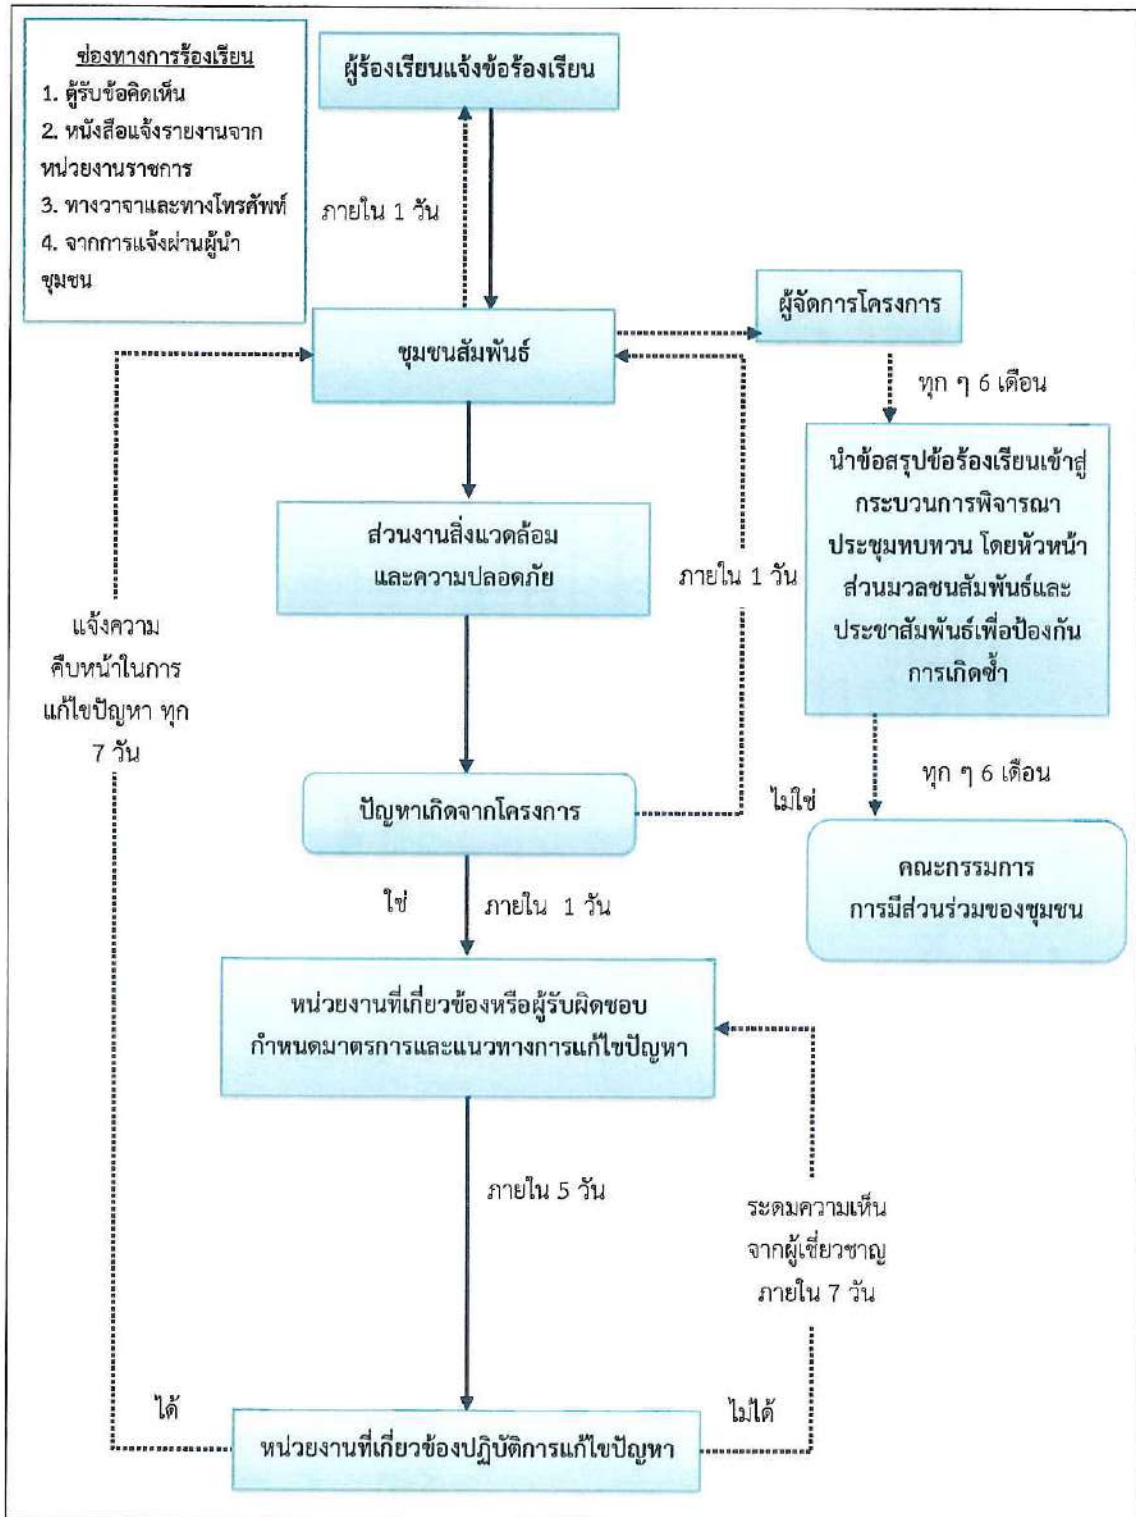 ช่องทางการร้องเรียน
1. ตู้รับข้อคิดเห็น
2. หนังสือแจ้งรายงานจาก
หน่วยงานราชการ
3. ทางวาจาและทางโทรศัพท์
4. จากการแจ้งผ่านผู้นำ
ชุมชน
ผู้ร้องเรียนแจ้งข้อร้องเรียน
ภายใน 1 วัน
ผู้จัดการโครงการ
ชุมชนสัมพันธ์
ทุก ๆ 6 เดือน
นำข้อสรุปข้อร้องเรียนเข้าสู่
กระบวนการพิจารณา
ประชุมทบทวน โดยหัวหน้า
ส่วนมวลชนสัมพันธ์และ
ประชาสัมพันธ์เพื่อป้องกัน
การเกิดซ้ำ
ส่วนงานสิ่งแวดล้อม
และความปลอดภัย
ภายใน 1 วัน
แจ้งความ
คืบหน้าในการ
แก้ไขปัญหา ทุก
7 วัน
ทุก ๆ 6 เดือน
ปัญหาเกิดจากโครงการ
ไม่ใช่
คณะกรรมการ
การมีส่วนร่วมของชุมชน
ใช่
ภายใน 1 วัน
หน่วยงานที่เกี่ยวข้องหรือผู้รับผิดชอบ
กำหนดมาตรการและแนวทางการแก้ไขปัญหา
ภายใน 5 วัน
ระดมความเห็น
จากผู้เชี่ยวชาญ
ภายใน 7 วัน
ได้
ไม่ได้
หน่วยงานที่เกี่ยวข้องปฏิบัติการแก้ไขปัญหา